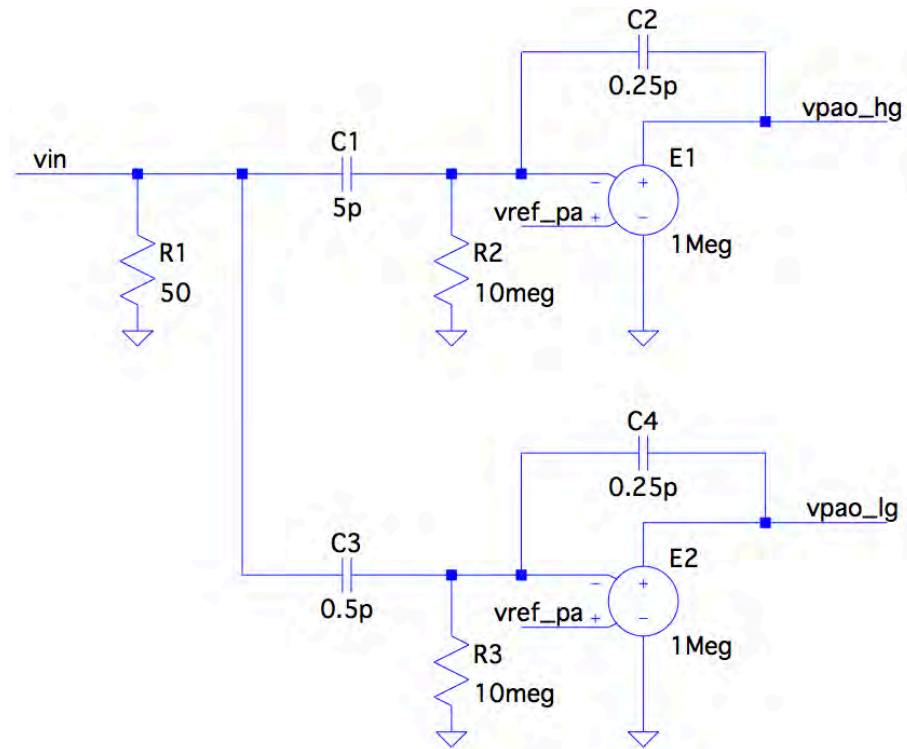 C2
0.25p
vpao_hg
C1
E1
vin
5p
−
+
vref_pa
+
−
R1
R2
1Meg
50
10meg
C4
0.25p
vpao_lg
C3
E2
0.5p
−
+
vref_pa
+
−
R3
1Meg
10meg